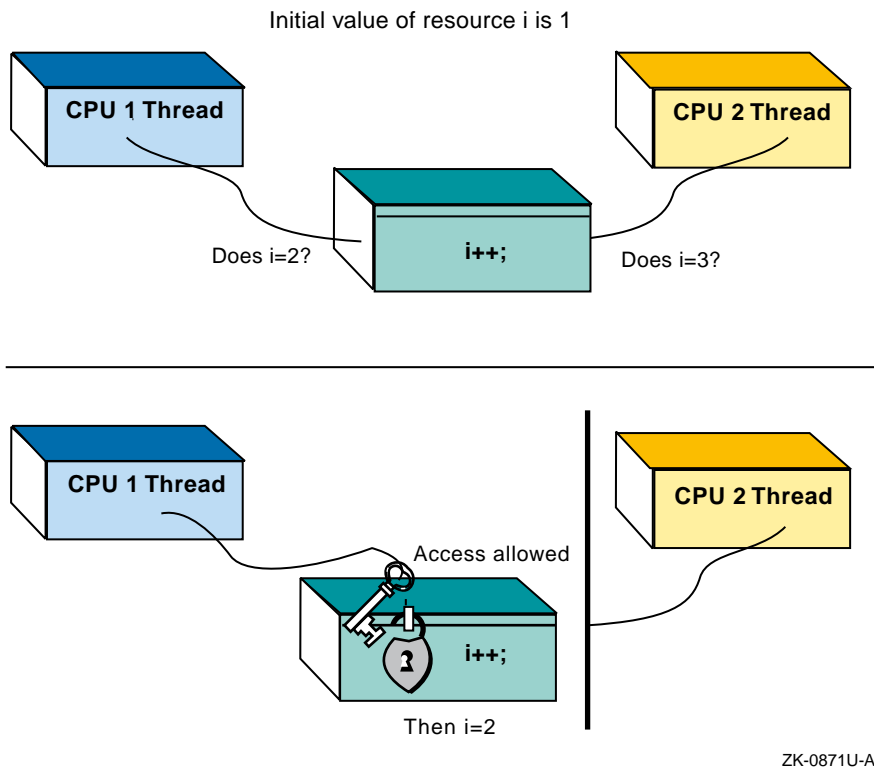 Initial value of resource i is 1
CPU 1 Thread
CPU 2 Thread
i++;
Does i=2?
Does i=3?
CPU 1 Thread
CPU 2 Thread
Access allowed
i++;
Then i=2
ZK-0871U-A